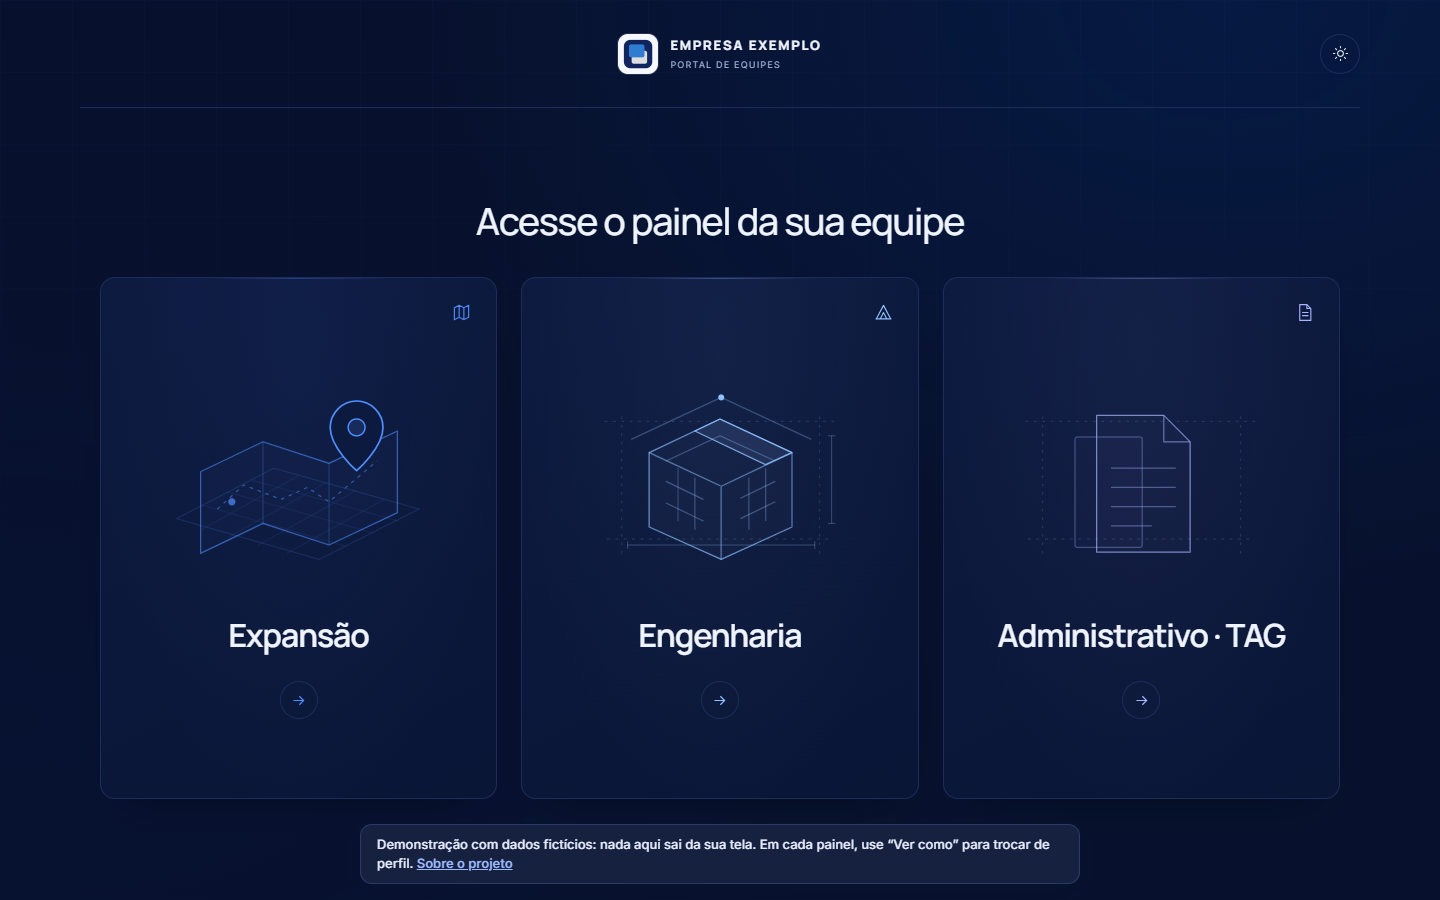 EMPRESA EXEMPLO
PORTAL DE EQUIPES
Acesse o painel da sua equipe
Expansão
Engenharia
Administrativo · TAG
Demonstração com dados fictícios: nada aqui sai da sua tela. Em cada painel, use “Ver como” para trocar de
perfil. Sobre o projeto